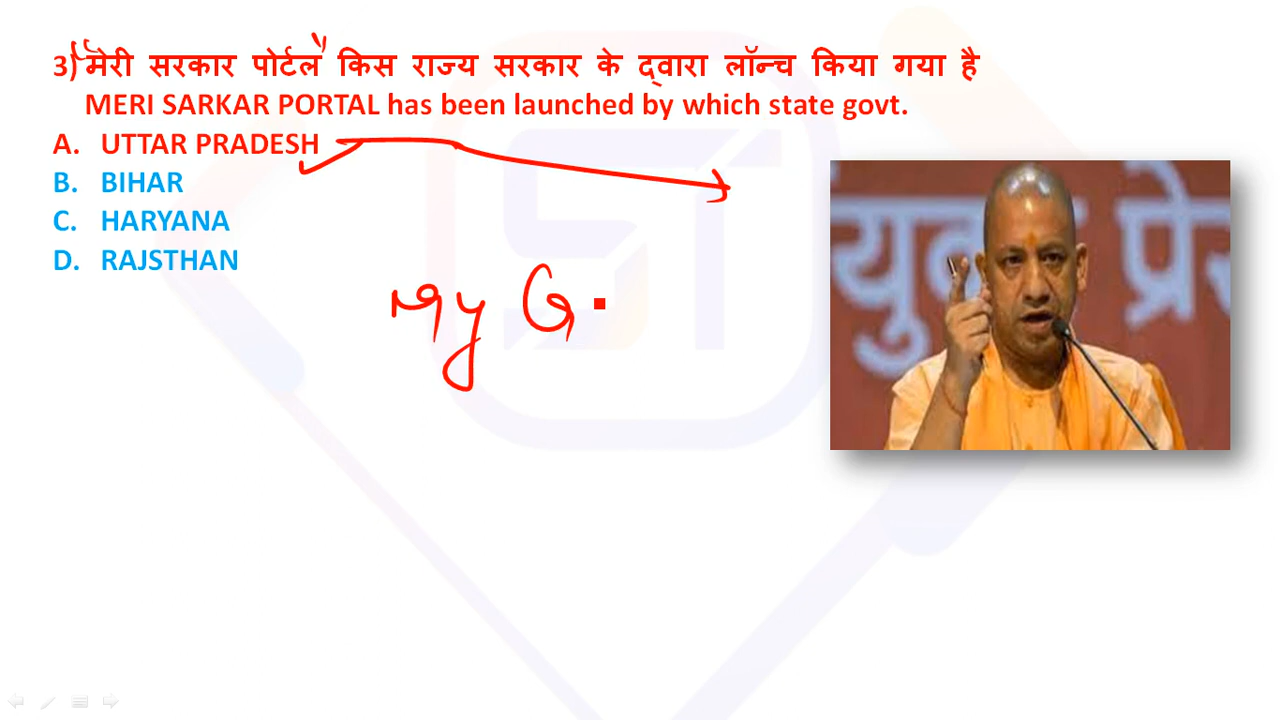 3) मेरी सरकार पोर्टल किस राज्य सरकार के द्वारा लॉन्च किया गया है
MERI SARKAR PORTAL has been launched by which state govt.
A. UTTAR PRADESH
B. BIHAR
C. HARYANA
D. RAJSTHAN
My G